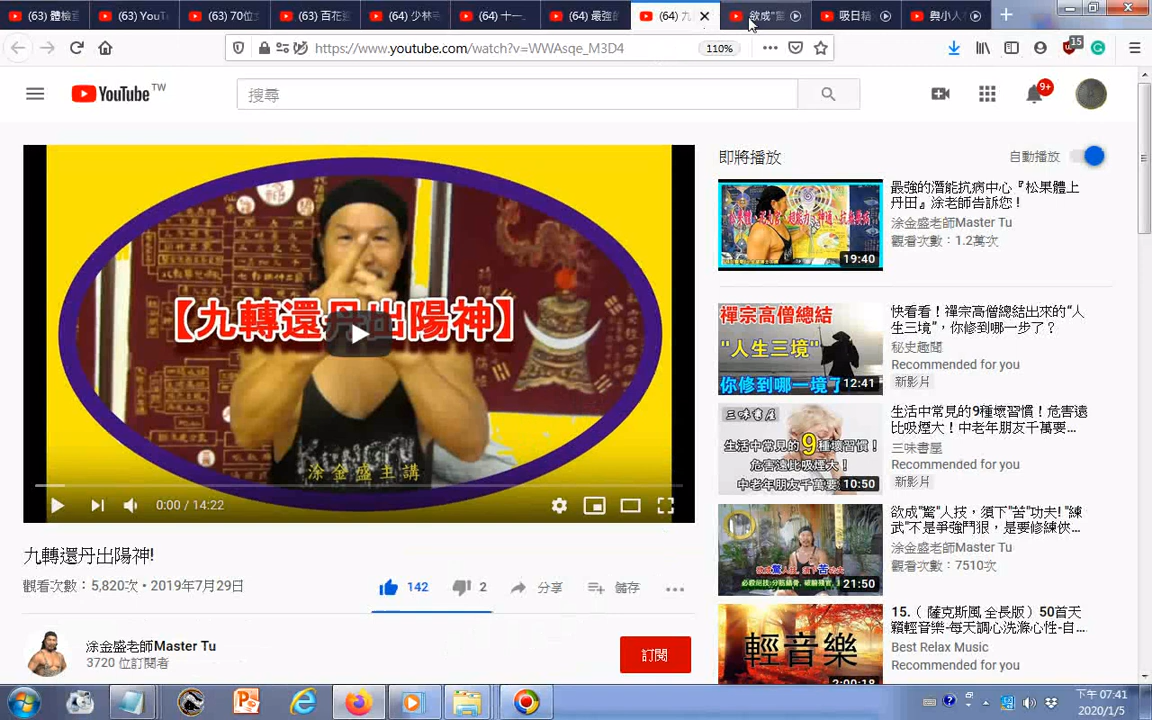 (63) 體檢
(63) YouT
(63) 70位
(63) 百花
(64) 少林
(64) 十一
(64) 最強
(64) 九
欲成"驚
吸日精
與小人
https://www.youtube.com/watch?v=WWAsqe_M3D4
110%
15
YouTube TW
搜尋
9+
【九轉還丹出陽神】
涂金盛主講
0:00 / 14:22
九轉還丹出陽神!
觀看次數：5,820次 • 2019年7月29日
142
2
分享
儲存
涂金盛老師Master Tu
3720 位訂閱者
訂閱
即將播放
自動播放
19:40
最強的潛能抗病中心『松果體上
丹田』涂老師告訴您！
涂金盛老師Master Tu
觀看次數：1.2萬次
禪宗高僧總結
"人生三境"
你修到哪一境了
12:41
快看看！禪宗高僧總結出來的“人
生三境”，你修到哪一步了？
秘史趣聞
Recommended for you
新影片
三味書屋
生活中常見的9種壞習慣！
危害遠比吸煙大！
中老年朋友千萬要
10:50
生活中常見的9種壞習慣！危害遠
比吸煙大！中老年朋友千萬要...
三味書屋
Recommended for you
新影片
21:50
欲成"驚"人技，須下"苦"功夫! "練
武"不是爭強鬥狠，是要修練俠...
涂金盛老師Master Tu
觀看次數：7510次
輕音樂
2:00:18
15.（ 薩克斯風 全長版）50首天
籟輕音樂-每天調心洗滌心性-自...
Best Relax Music
Recommended for you
下午 07:41
2020/1/5